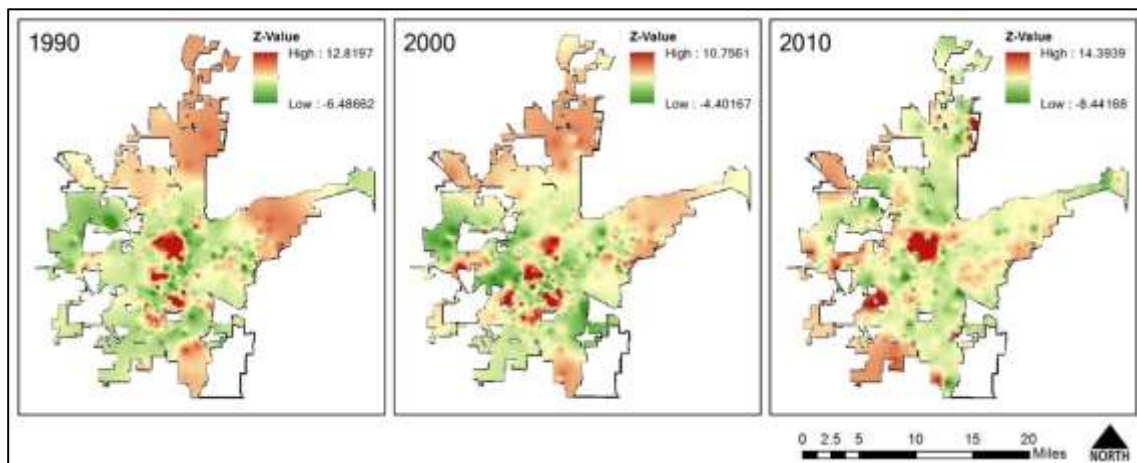 1990
Z-Value
High : 12.8197
Low : -6.48662
2000
Z-Value
High : 10.7561
Low : -4.40167
2010
Z-Value
High : 14.3939
Low : -8.44168
0 2.5 5 10 15 20
Miles
NORTH